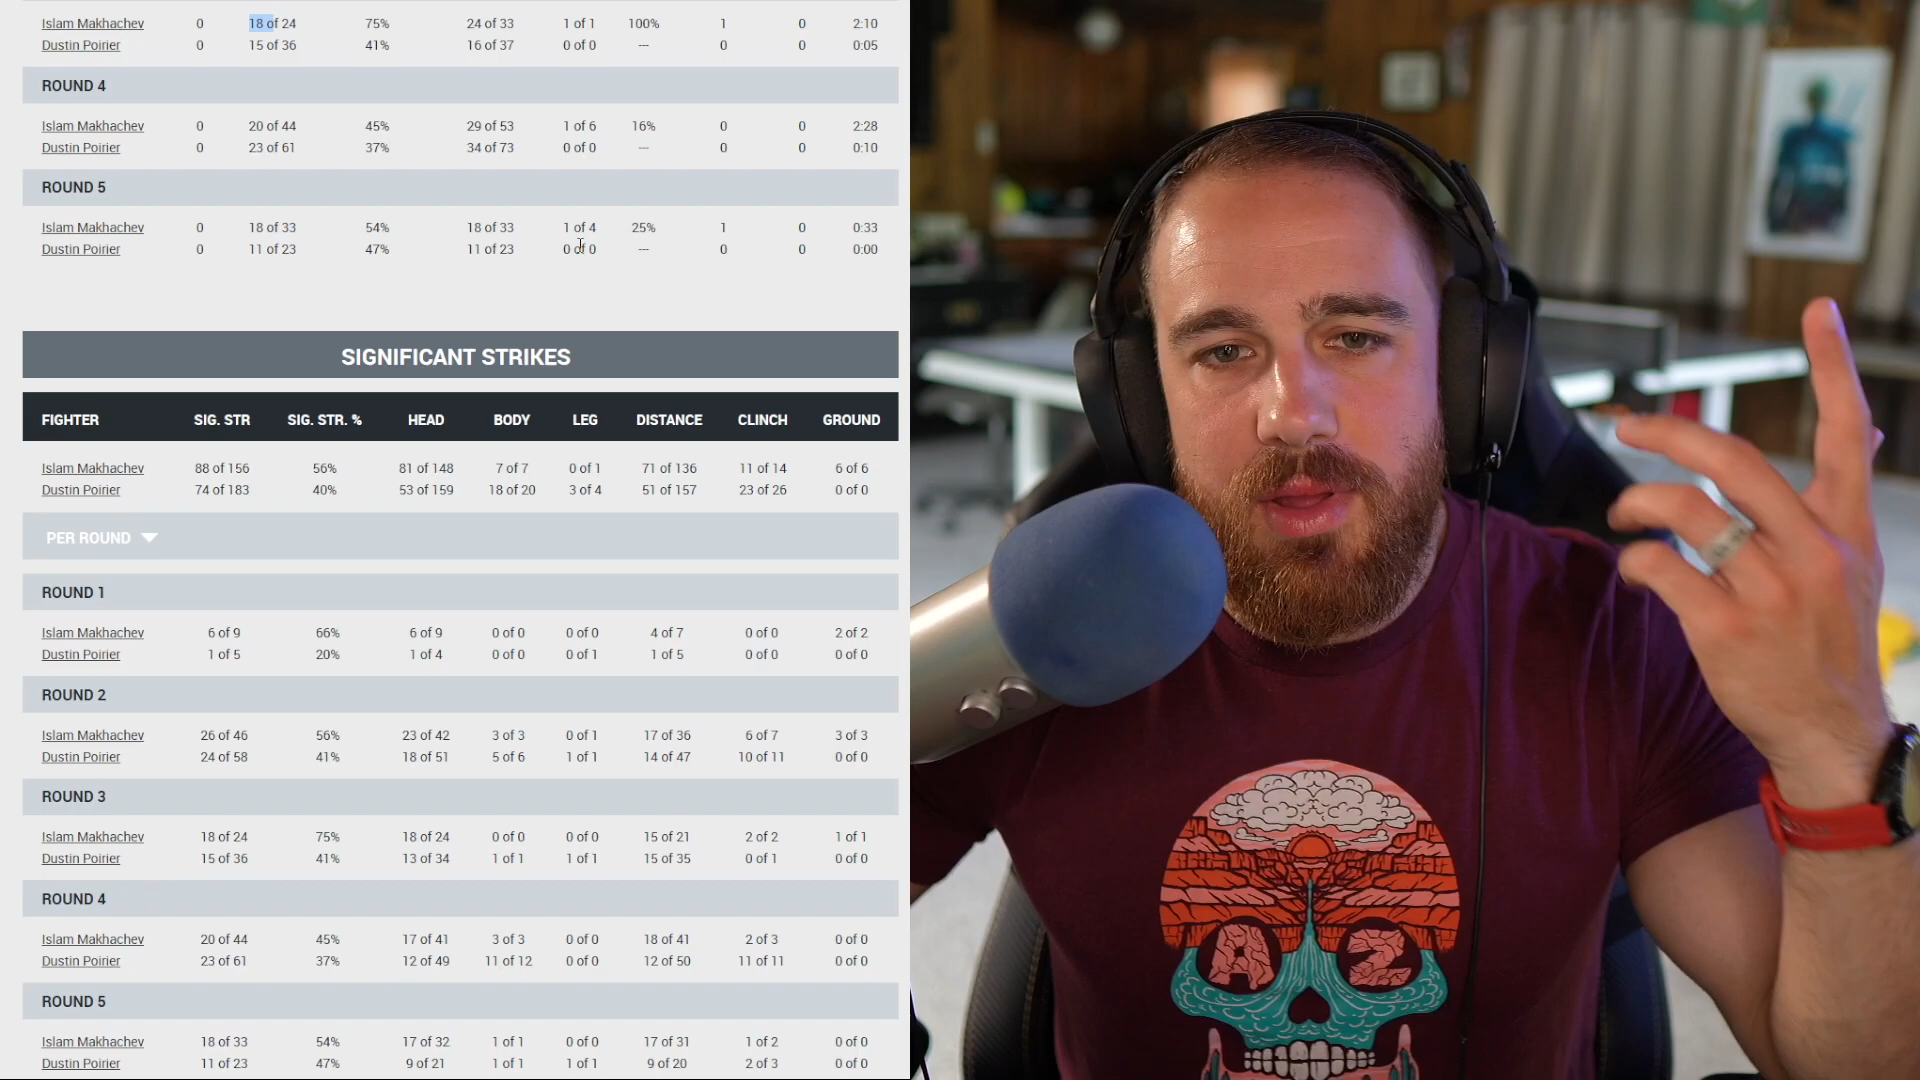 Islam Makhachev 0 18 of 24 75% 24 of 33 1 of 1 100% 1 0 2:10
Dustin Poirier 0 15 of 36 41% 16 of 37 0 of 0 --- 0 0 0:05
ROUND 4
Islam Makhachev 0 20 of 44 45% 29 of 53 1 of 6 16% 0 0 2:28
Dustin Poirier 0 23 of 61 37% 34 of 73 0 of 0 --- 0 0 0:10
ROUND 5
Islam Makhachev 0 18 of 33 54% 18 of 33 1 of 4 25% 1 0 0:33
Dustin Poirier 0 11 of 23 47% 11 of 23 0 of 0 --- 0 0 0:00
SIGNIFICANT STRIKES
FIGHTER SIG. STR SIG. STR. % HEAD BODY LEG DISTANCE CLINCH GROUND
Islam Makhachev 88 of 156 56% 81 of 148 7 of 7 0 of 1 71 of 136 11 of 14 6 of 6
Dustin Poirier 74 of 183 40% 53 of 159 18 of 20 3 of 4 51 of 157 23 of 26 0 of 0
PER ROUND
ROUND 1
Islam Makhachev 6 of 9 66% 6 of 9 0 of 0 0 of 0 4 of 7 0 of 0 2 of 2
Dustin Poirier 1 of 5 20% 1 of 4 0 of 0 0 of 1 1 of 5 0 of 0 0 of 0
ROUND 2
Islam Makhachev 26 of 46 56% 23 of 42 3 of 3 0 of 1 17 of 36 6 of 7 3 of 3
Dustin Poirier 24 of 58 41% 18 of 51 5 of 6 1 of 1 14 of 47 10 of 11 0 of 0
ROUND 3
Islam Makhachev 18 of 24 75% 18 of 24 0 of 0 0 of 0 15 of 21 2 of 2 1 of 1
Dustin Poirier 15 of 36 41% 13 of 34 1 of 1 1 of 1 15 of 35 0 of 1 0 of 0
ROUND 4
Islam Makhachev 20 of 44 45% 17 of 41 3 of 3 0 of 0 18 of 41 2 of 3 0 of 0
Dustin Poirier 23 of 61 37% 12 of 49 11 of 12 0 of 0 12 of 50 11 of 11 0 of 0
ROUND 5
Islam Makhachev 18 of 33 54% 17 of 32 1 of 1 0 of 0 17 of 31 1 of 2 0 of 0
Dustin Poirier 11 of 23 47% 9 of 21 1 of 1 1 of 1 9 of 20 2 of 3 0 of 0
AZ